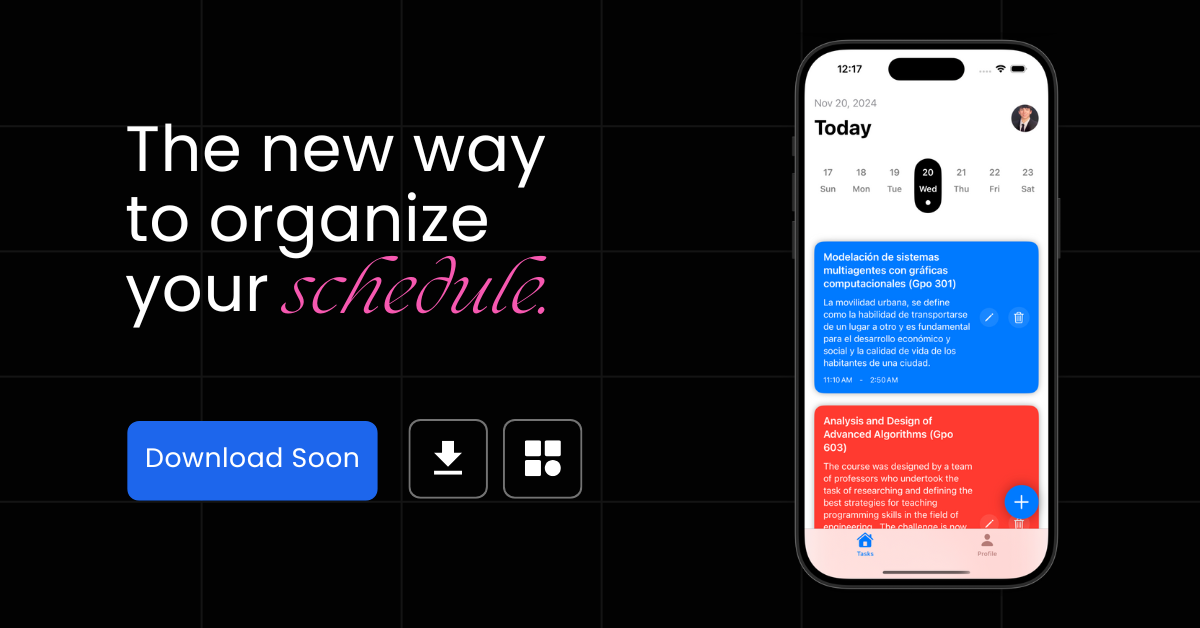 The new way
to organize
your schedule.
Download Soon
12:17
Nov 20, 2024
Today
17 18 19 20 21 22 23
Sun Mon Tue Wed Thu Fri Sat
Modelación de sistemas
multiagentes con gráficas
computacionales (Gpo 301)
La movilidad urbana, se define
como la habilidad de transportarse
de un lugar a otro y es fundamental
para el desarrollo económico y
social y la calidad de vida de los
habitantes de una ciudad.
11:10 AM - 2:50 AM
Analysis and Design of
Advanced Algorithms (Gpo
603)
The course was designed by a team
of professors who undertook the
task of researching and defining the
best strategies for teaching
programming skills in the field of
engineering. The challenge is now
Tasks
Profile